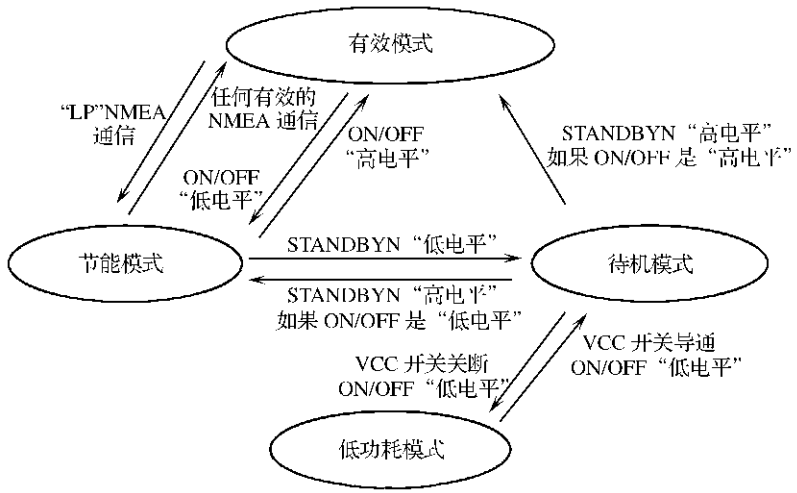 有效模式
“LP”NMEA
通信
任何有效的
NMEA 通信
ON/OFF
“低电平”
ON/OFF
“高电平”
STANDBYN “高电平”
如果 ON/OFF 是“高电平”
节能模式
STANDBYN “低电平”
待机模式
STANDBYN “高电平”
如果 ON/OFF 是“低电平”
VCC 开关关断
ON/OFF “低电平”
VCC 开关导通
ON/OFF “低电平”
低功耗模式